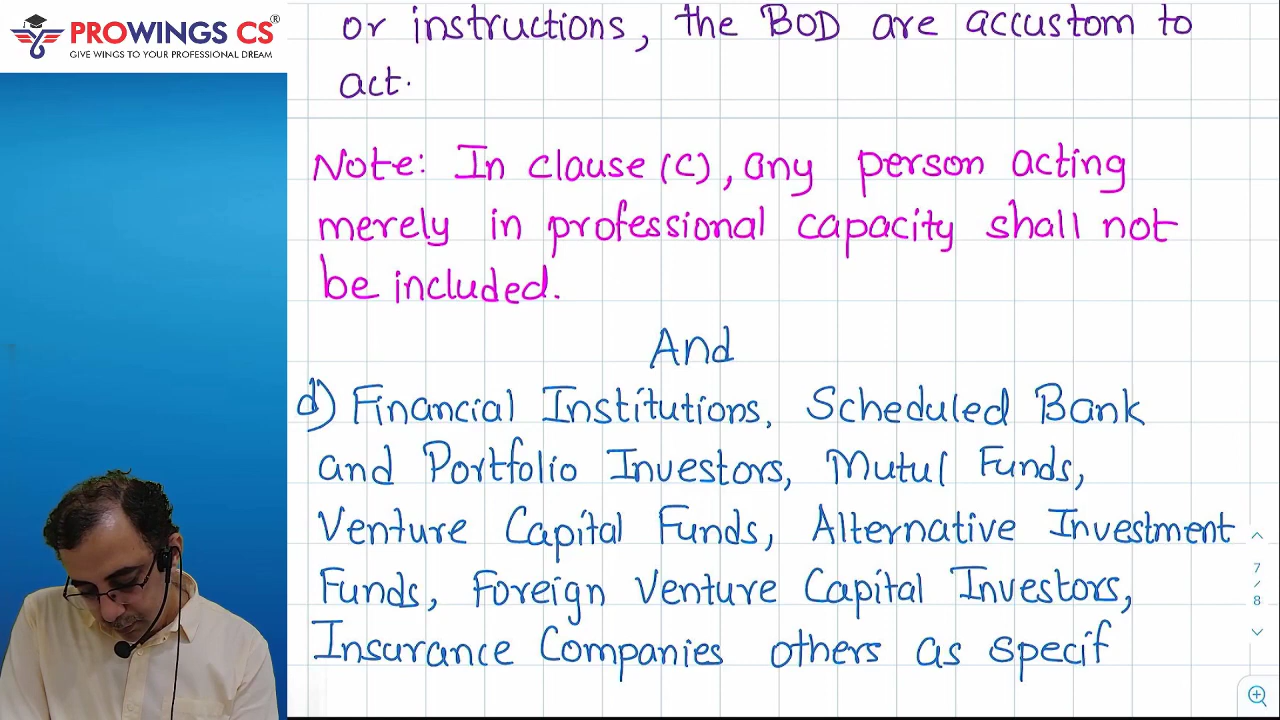 PROWINGS CS®
GIVE WINGS TO YOUR PROFESSIONAL DREAM
or instructions, the BOD are accustom to
act.
Note: In clause (c), any person acting
merely in professional capacity shall not
be included.
And
d) Financial Institutions, Scheduled Bank
and Portfolio Investors, Mutul Funds,
Venture Capital Funds, Alternative Investment
Funds, Foreign Venture Capital Investors,
Insurance Companies others as specif
7
/
8